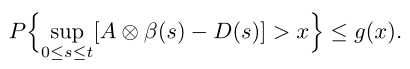 P{ sup_{0≤s≤t} [A ⊗ β(s) − D(s)] > x } ≤ g(x).